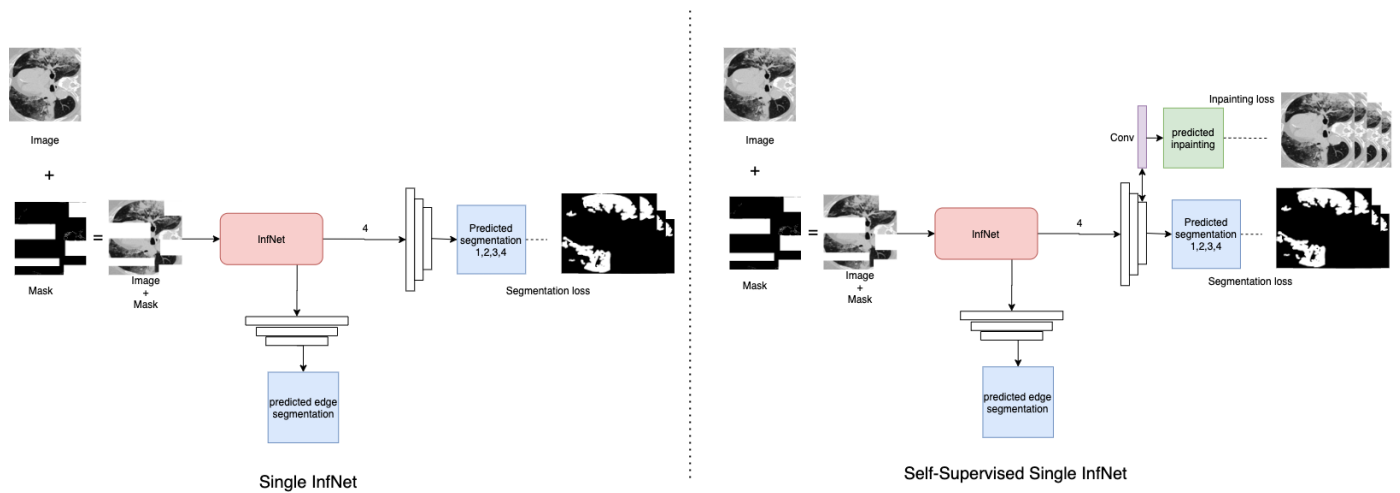 Image
+
Mask
=
Image
+
Mask
InfNet
4
Predicted
segmentation
1,2,3,4
Segmentation loss
predicted edge
segmentation
Single InfNet
Image
+
Mask
=
Image
+
Mask
InfNet
4
Conv
predicted
inpainting
Inpainting loss
Predicted
segmentation
1,2,3,4
Segmentation loss
predicted edge
segmentation
Self-Supervised Single InfNet